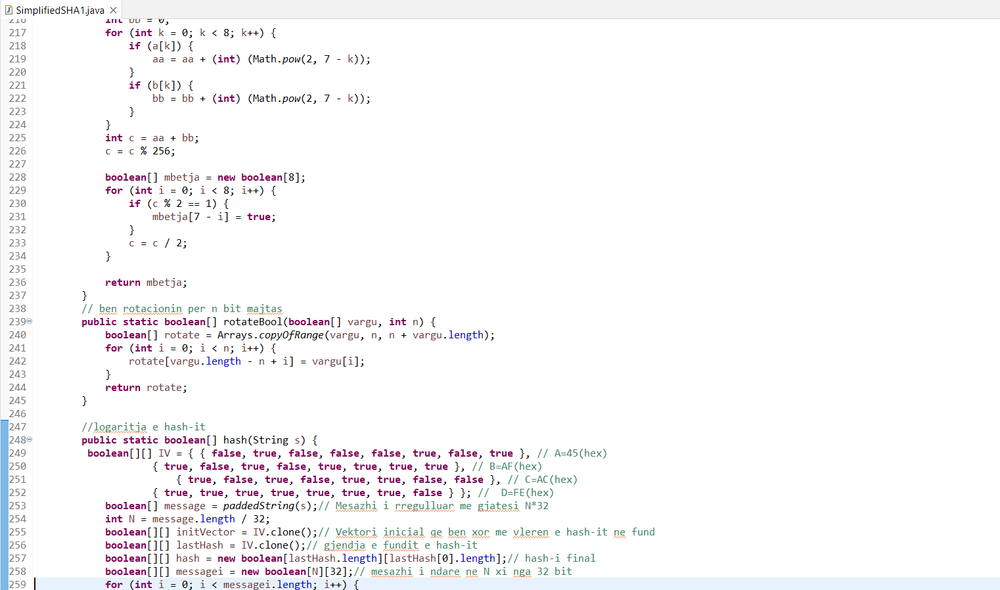 SimplifiedSHA1.java
216 int bb = 0;
217 for (int k = 0; k < 8; k++) {
218 if (a[k]) {
219 aa = aa + (int) (Math.pow(2, 7 - k));
220 }
221 if (b[k]) {
222 bb = bb + (int) (Math.pow(2, 7 - k));
223 }
224 }
225 int c = aa + bb;
226 c = c % 256;
227
228 boolean[] mbetja = new boolean[8];
229 for (int i = 0; i < 8; i++) {
230 if (c % 2 == 1) {
231 mbetja[7 - i] = true;
232 }
233 c = c / 2;
234 }
235
236 return mbetja;
237 }
238 // ben rotacionin per n bit majtas
239 public static boolean[] rotateBool(boolean[] vargu, int n) {
240 boolean[] rotate = Arrays.copyOfRange(vargu, n, n + vargu.length);
241 for (int i = 0; i < n; i++) {
242 rotate[vargu.length - n + i] = vargu[i];
243 }
244 return rotate;
245 }
246
247 //logaritja e hash-it
248 public static boolean[] hash(String s) {
249 boolean[][] IV = { { false, true, false, false, false, true, false, true }, // A=45(hex)
250 { true, false, true, false, true, true, true, true }, // B=AF(hex)
251 { true, false, true, false, true, true, false, false }, // C=AC(hex)
252 { true, true, true, true, true, true, true, false } }; //  D=FE(hex)
253 boolean[] message = paddedString(s);// Mesazhi i rregulluar me gjatesi N*32
254 int N = message.length / 32;
255 boolean[][] initVector = IV.clone();// Vektori inicial qe ben xor me vleren e hash-it ne fund
256 boolean[][] lastHash = IV.clone();// gjendja e fundit e hash-it
257 boolean[][] hash = new boolean[lastHash.length][lastHash[0].length];// hash-i final
258 boolean[][] messagei = new boolean[N][32];// mesazhi i ndare ne N xi nga 32 bit
259 for (int i = 0; i < messagei.length; i++) {